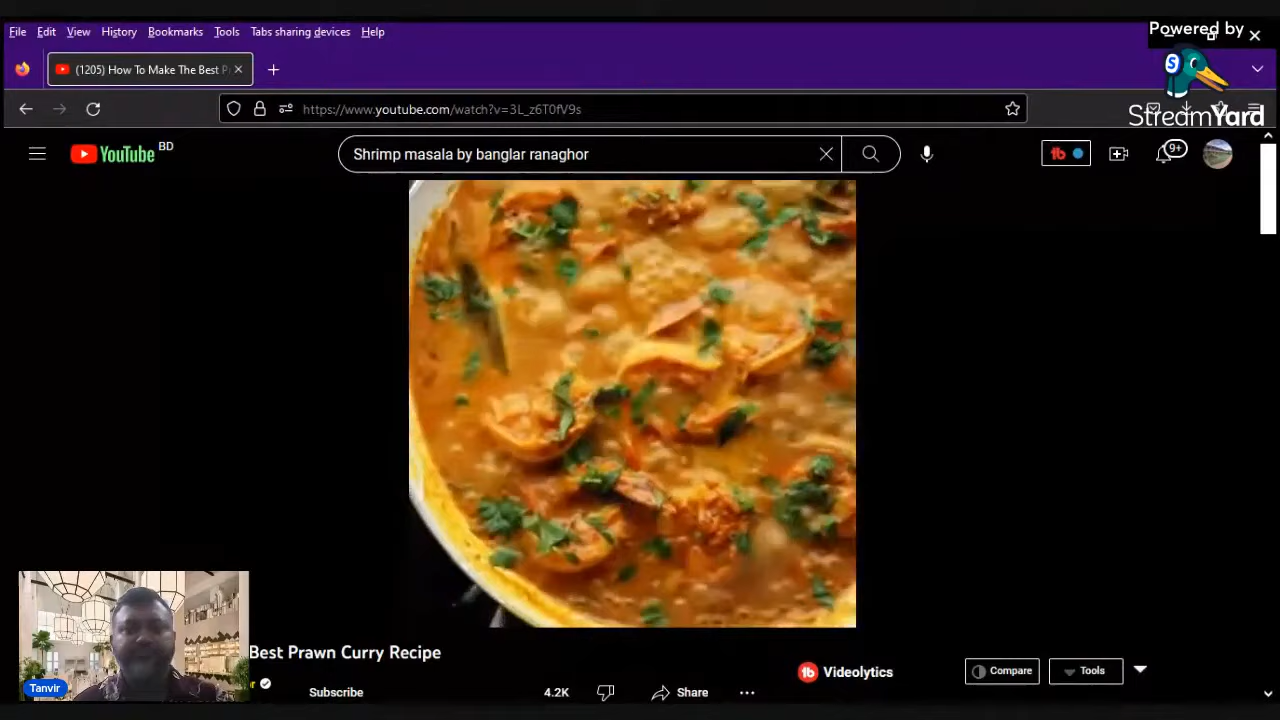 File Edit View History Bookmarks Tools Tabs sharing devices Help
Powered by
StreamYard
(1205) How To Make The Best P
https://www.youtube.com/watch?v=3L_z6T0fV9s
YouTube BD
Shrimp masala by banglar ranaghor
tb
9+
Best Prawn Curry Recipe
tb Videolytics
Compare
Tools
Tanvir
Subscribe
4.2K
Share